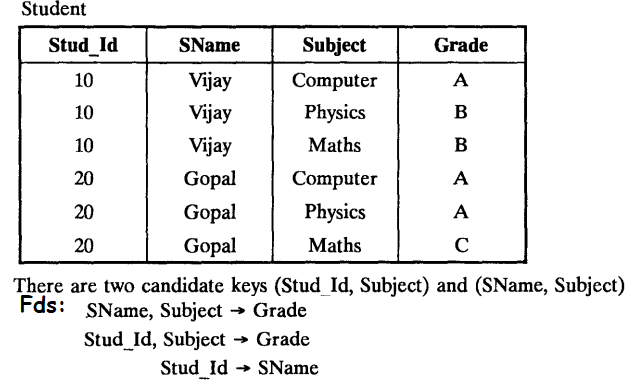 Student
Stud_Id SName Subject Grade
10 Vijay Computer A
10 Vijay Physics B
10 Vijay Maths B
20 Gopal Computer A
20 Gopal Physics A
20 Gopal Maths C
There are two candidate keys (Stud_Id, Subject) and (SName, Subject)
Fds: SName, Subject → Grade
Stud_Id, Subject → Grade
Stud_Id → SName